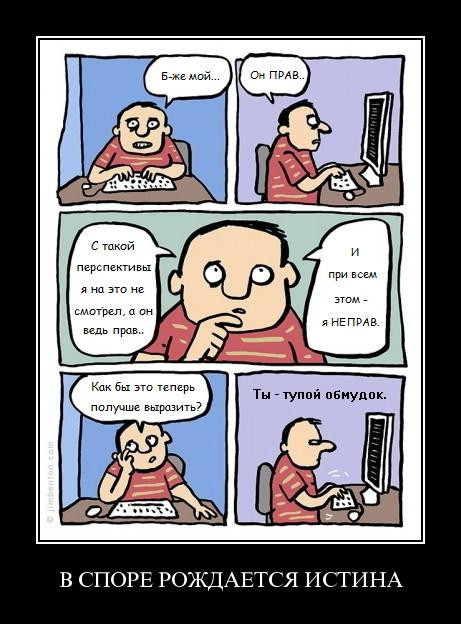 Б-же мой...
Он ПРАВ..
С такой
перспективы
я на это не
смотрел, а он
ведь прав..
И
при всем
этом -
я НЕПРАВ.
Как бы это теперь
получше выразить?
Ты - тупой обмудок.
© jimbenton.com
В СПОРЕ РОЖДАЕТСЯ ИСТИНА